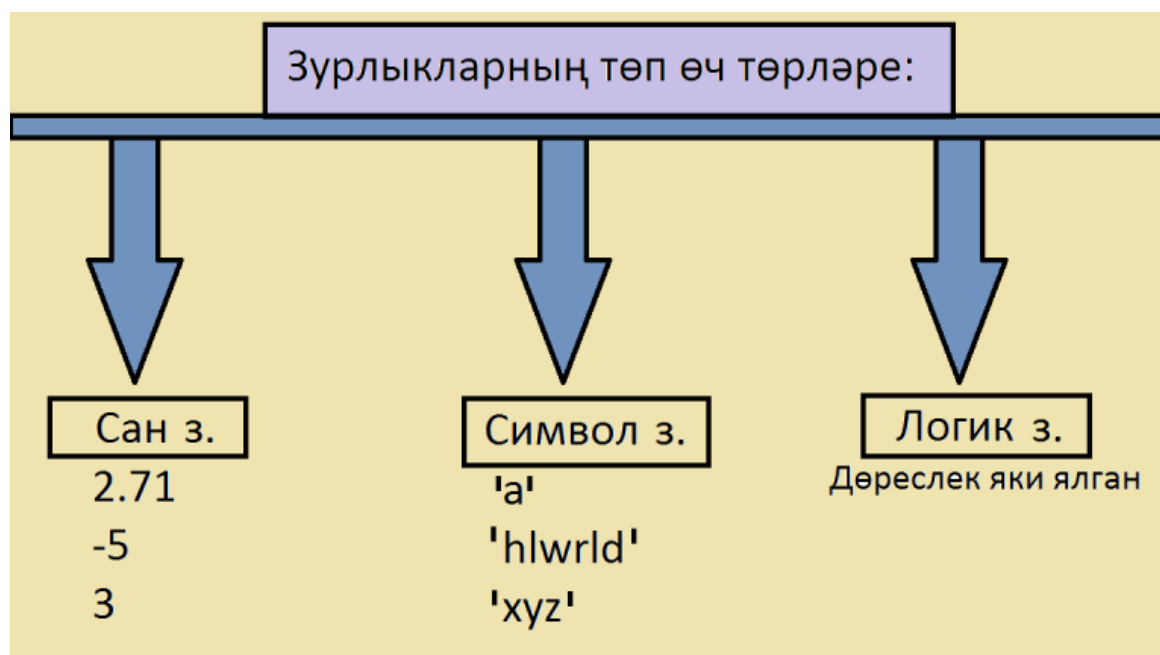 Зурлыкларның төп өч төрләре:
Сан з.
2.71
-5
3
Символ з.
'a'
'hlwrld'
'xyz'
Логик з.
Дөреслек яки ялган